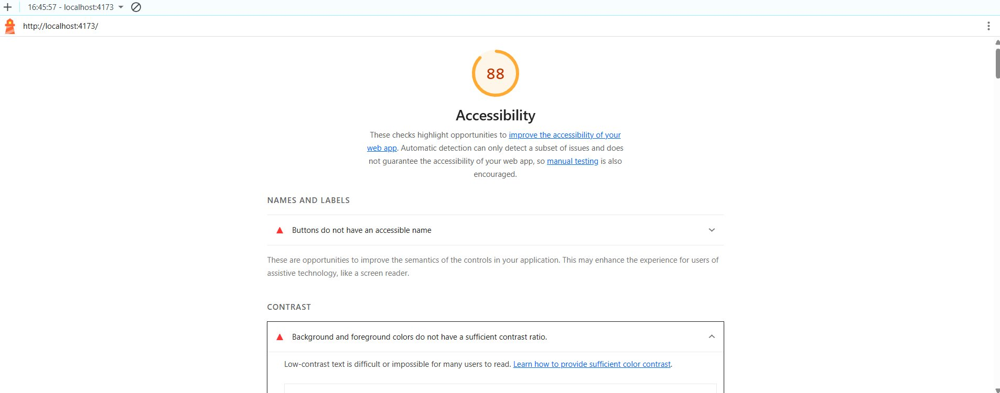 16:45:57 - localhost:4173
http://localhost:4173/
88
Accessibility
These checks highlight opportunities to improve the accessibility of your
web app. Automatic detection can only detect a subset of issues and does
not guarantee the accessibility of your web app, so manual testing is also
encouraged.
NAMES AND LABELS
Buttons do not have an accessible name
These are opportunities to improve the semantics of the controls in your application. This may enhance the experience for users of
assistive technology, like a screen reader.
CONTRAST
Background and foreground colors do not have a sufficient contrast ratio.
Low-contrast text is difficult or impossible for many users to read. Learn how to provide sufficient color contrast.